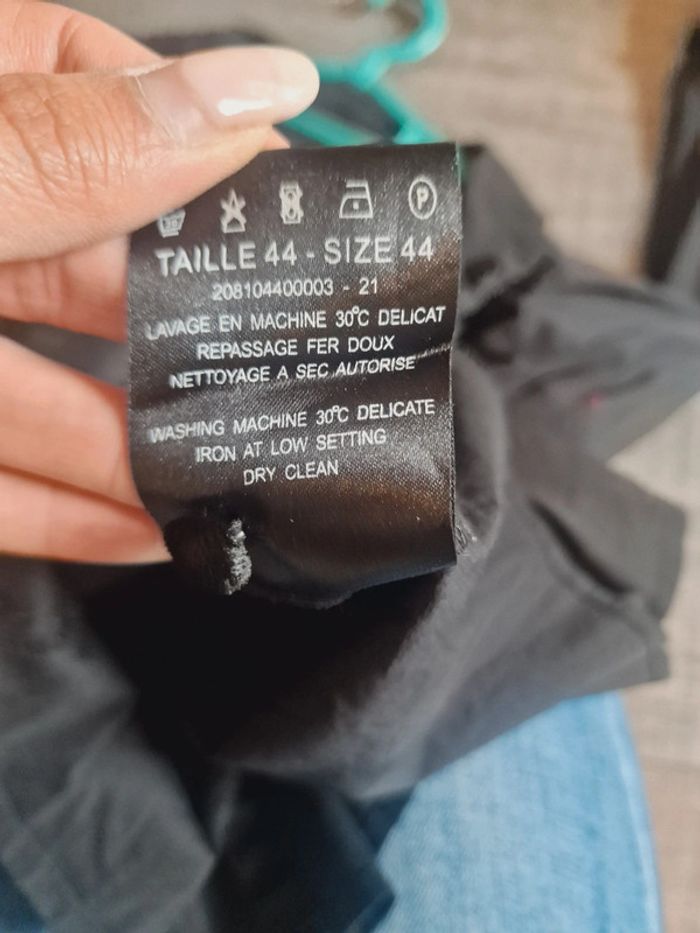 30
P
TAILLE 44 - SIZE 44
208104400003 - 21
LAVAGE EN MACHINE 30°C DELICAT
REPASSAGE FER DOUX
NETTOYAGE A SEC AUTORISE
WASHING MACHINE 30°C DELICATE
IRON AT LOW SETTING
DRY CLEAN